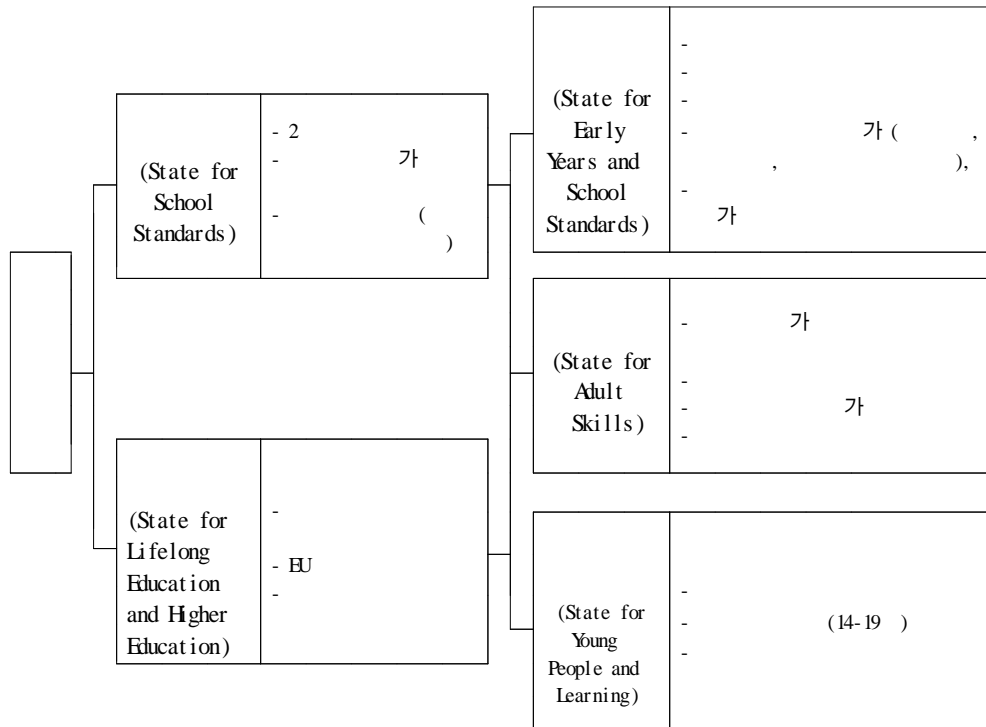 (State for
School
Standards)
- 2
- 가
- (
)
(State for
Lifelong
Education
and Higher
Education)
-
- EU
-
(State for
Early
Years and
School
Standards)
-
-
-
- 가 ( ,
, ),
-
가
(State for
Adult
Skills)
- 가
-
- 가
-
(State for
Young
People and
Learning)
-
- (14-19 )
-